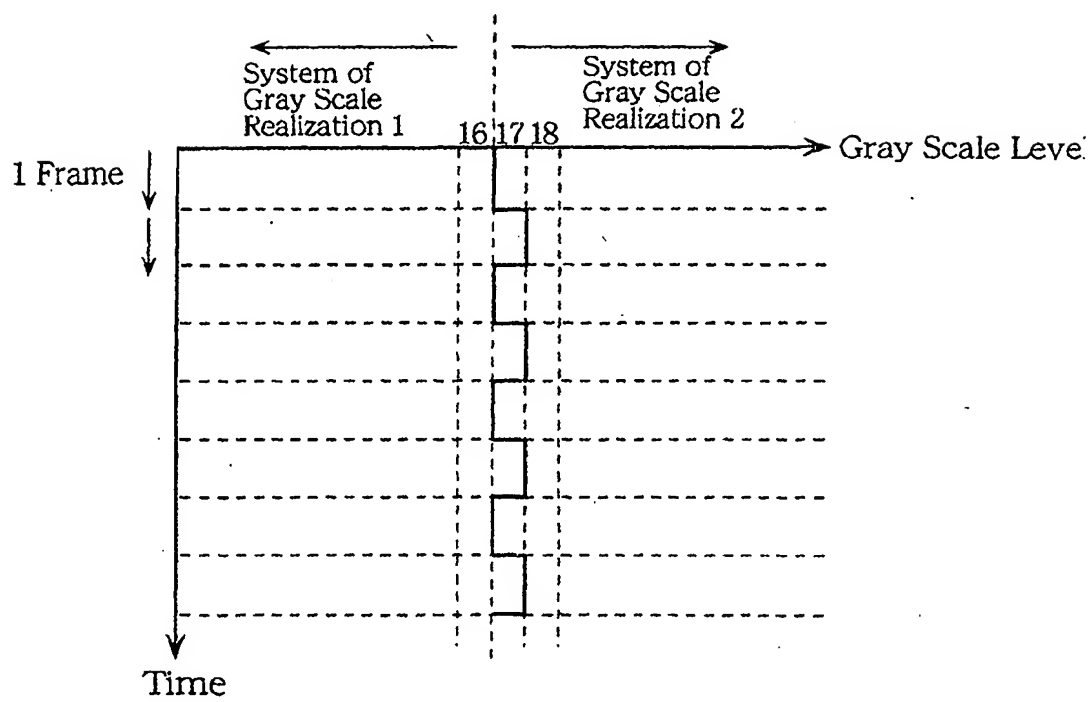 System of
Gray Scale
Realization 1
System of
Gray Scale
Realization 2
16 17 18
Gray Scale Level
1 Frame
Time